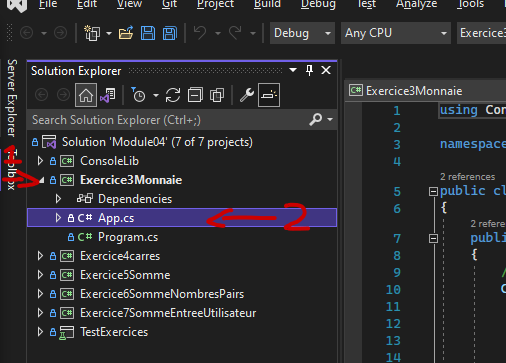 File Edit View Git Project Build Debug Test Analyze Tools
Debug Any CPU Exercice3
Server Explorer
Toolbox
1
Solution Explorer
Search Solution Explorer (Ctrl+;)
Solution 'Module04' (7 of 7 projects)
C# ConsoleLib
C# Exercice3Monnaie
Dependencies
C# App.cs
2
C# Program.cs
C# Exercice4carres
C# Exercice5Somme
C# Exercice6SommeNombresPairs
C# Exercice7SommeEntreeUtilisateur
TestExercices
C# Exercice3Monnaie
1 using Con
2
3 namespace
4
2 references
5 public cl
6 {
2 refere
7 publi
8 {
9 /
10 C
11
12
13
14